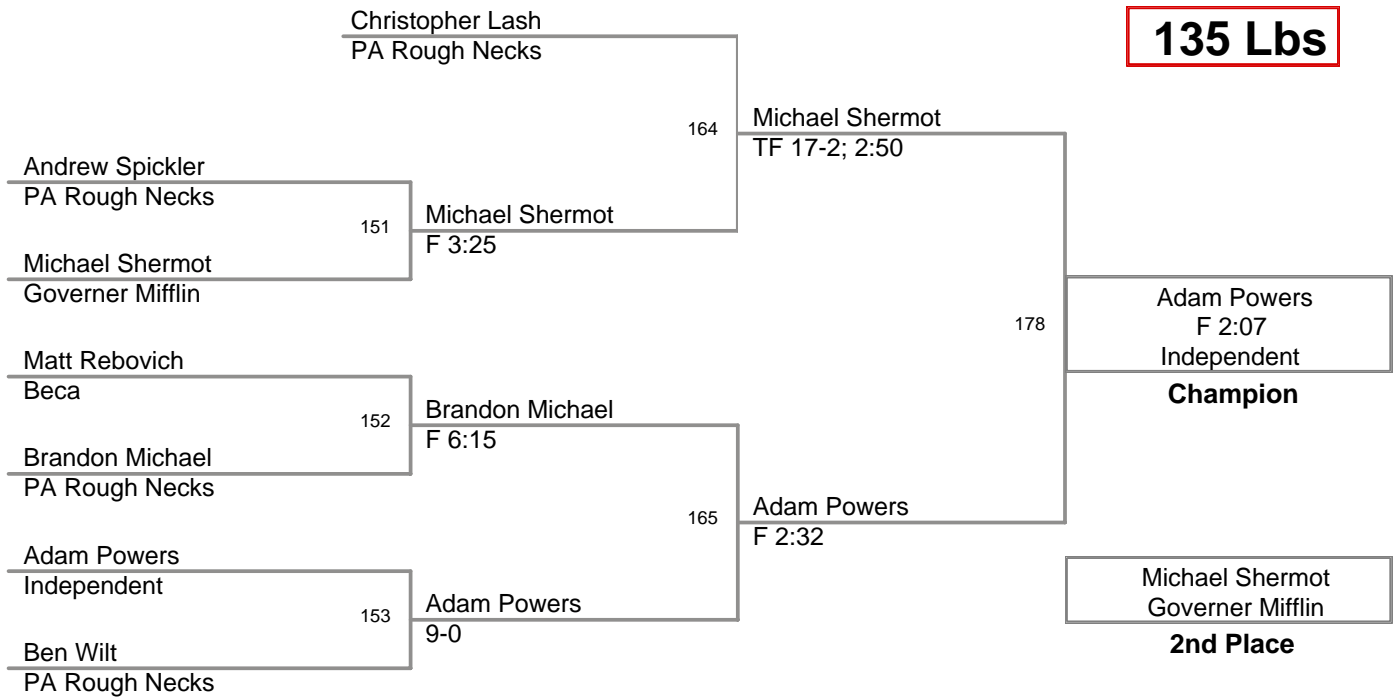 Christopher Lash
PA Rough Necks
135 Lbs
164
Michael Shermot
TF 17-2; 2:50
Andrew Spickler
PA Rough Necks
151
Michael Shermot
F 3:25
Michael Shermot
Governer Mifflin
178
Adam Powers
F 2:07
Independent
Champion
Matt Rebovich
Beca
152
Brandon Michael
F 6:15
Brandon Michael
PA Rough Necks
165
Adam Powers
F 2:32
Adam Powers
Independent
153
Adam Powers
9-0
Ben Wilt
PA Rough Necks
Michael Shermot
Governer Mifflin
2nd Place